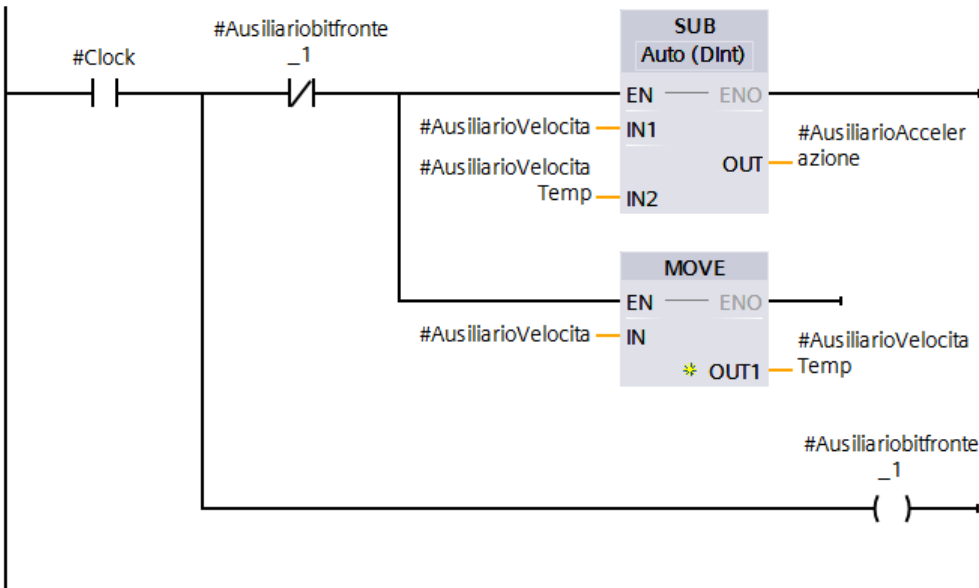 #Clock
#Ausiliariobitfronte
_1
SUB
Auto (DInt)
EN
ENO
#AusiliarioVelocita
IN1
#AusiliarioVelocita
Temp
IN2
OUT
#AusiliarioAcceler
azione
MOVE
EN
ENO
#AusiliarioVelocita
IN
OUT1
#AusiliarioVelocita
Temp
#Ausiliariobitfronte
_1